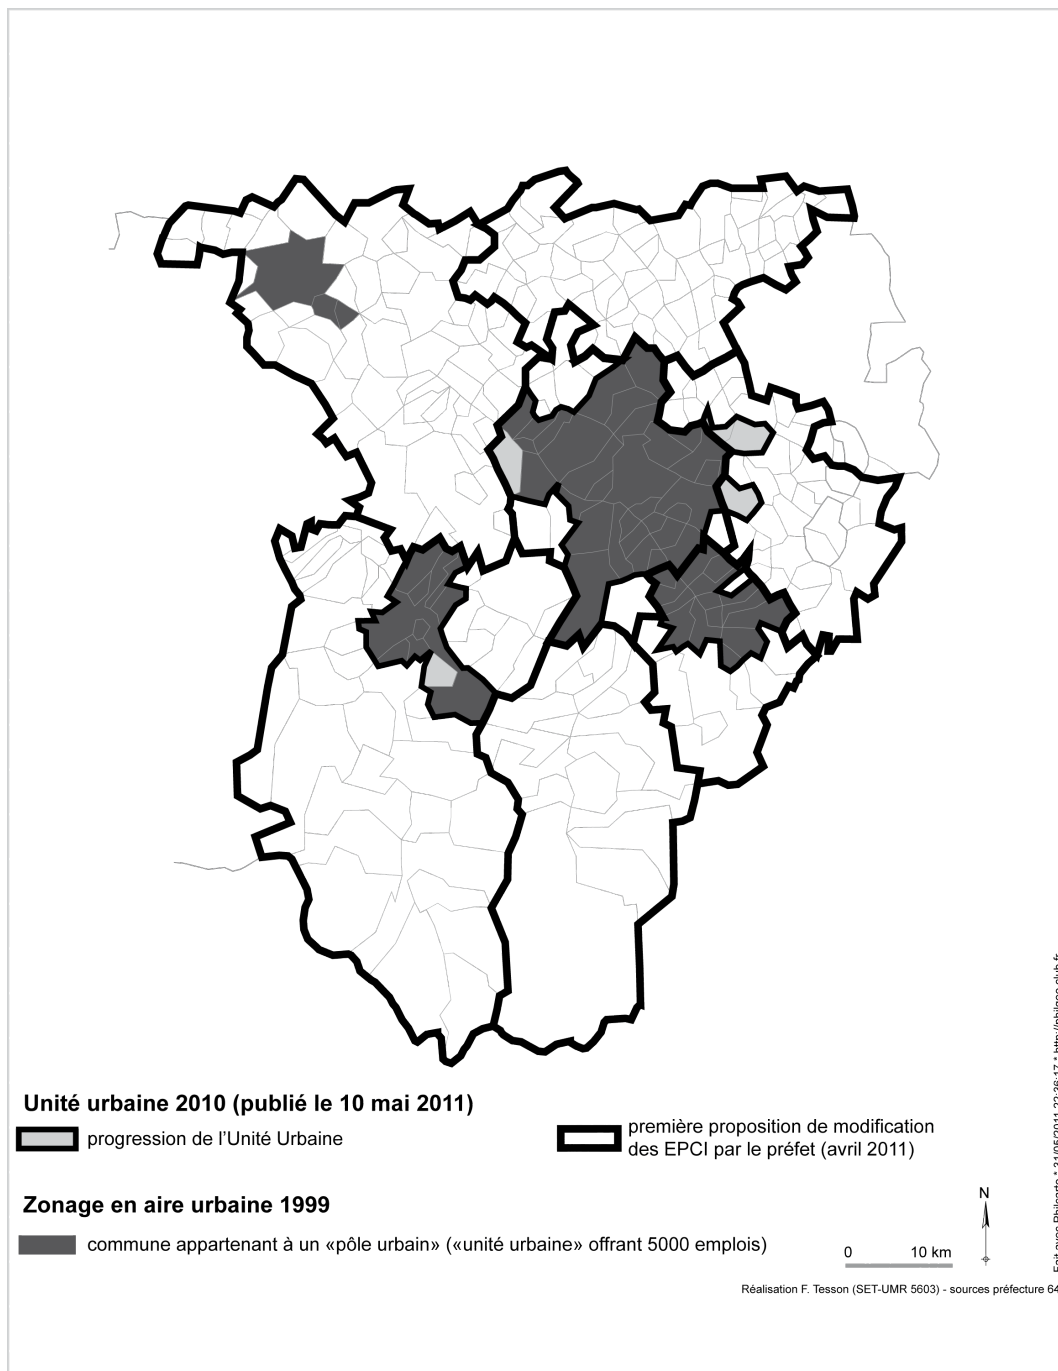 Unité urbaine 2010 (publié le 10 mai 2011)
progression de l'Unité Urbaine
première proposition de modification
des EPCI par le préfet (avril 2011)
Zonage en aire urbaine 1999
commune appartenant à un «pôle urbain» («unité urbaine» offrant 5000 emplois)
N
0 10 km
Réalisation F. Tesson (SET-UMR 5603) - sources préfecture 64